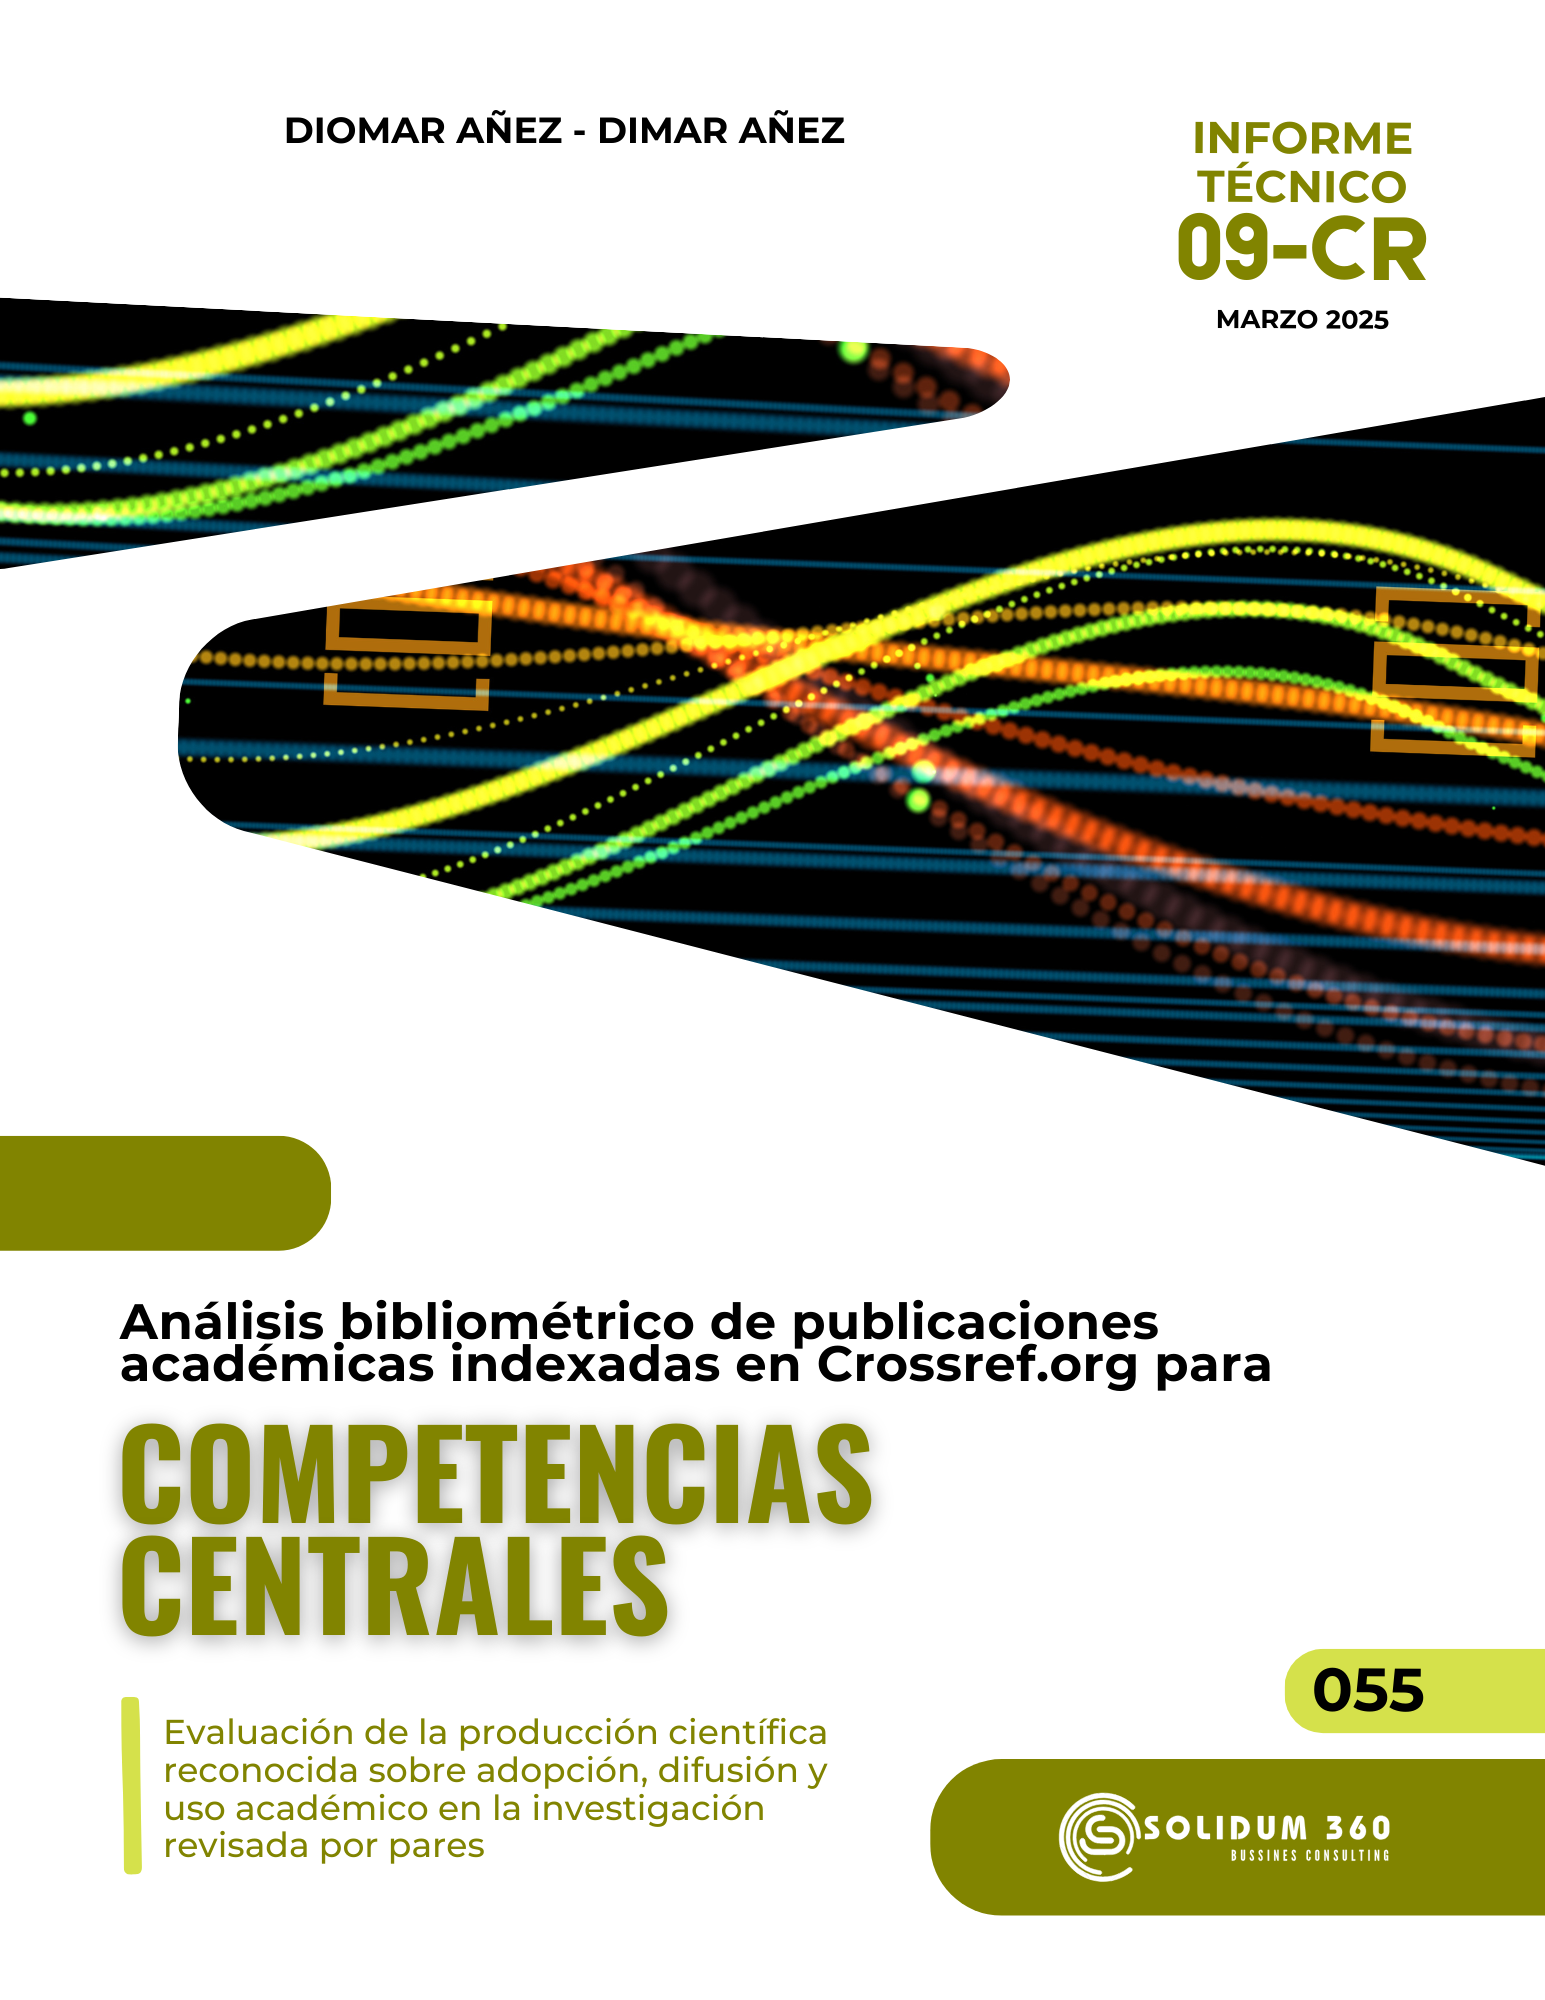 DIOMAR AÑEZ - DIMAR AÑEZ
INFORME
TÉCNICO
09-CR
MARZO 2025
Análisis bibliométrico de publicaciones
académicas indexadas en Crossref.org para
COMPETENCIAS
CENTRALES
Evaluación de la producción científica
reconocida sobre adopción, difusión y
uso académico en la investigación
revisada por pares
055
SOLIDUM 360
BUSSINES CONSULTING